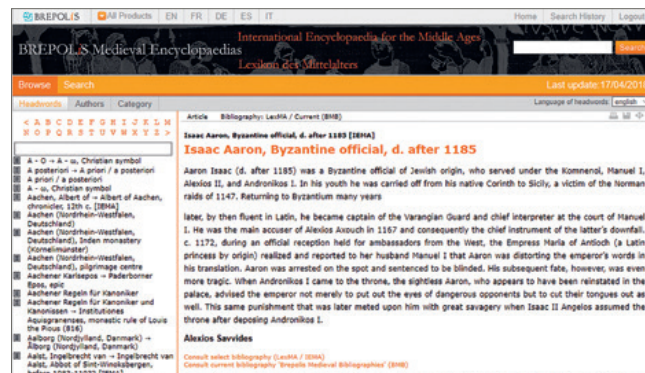 BREPOLiS All Products EN FR DE ES IT Home Search History Logout
International Encyclopaedia for the Middle Ages
BREPOLiS Medieval Encyclopaedias
Lexikon des Mittelalters
Search
Browse Search Last update:17/04/201
Headwords Authors Category Language of headwords: english
Article Bibliography: LexMA / Current (BMB)
< A B C D E F G H I J K L M
N O P Q R S T U V W X Y Z >
A - O → A - ω, Christian symbol
A posteriori → A priori / a posteriori
A priori / a posteriori
A - ω, Christian symbol
Aachen, Albert of → Albert of Aachen,
chronicler, 12th c. [IEMA]
Aachen (Nordrhein-Westfalen,
Deutschland)
Aachen (Nordrhein-Westfalen,
Deutschland), Inden monastery
(Kornelimünster)
Aachen (Nordrhein-Westfalen,
Deutschland), pilgrimage centre
Aachener Karlsepos → Paderborner
Epos, epic
Aachener Regeln für Kanoniker
Aachener Regeln für Kanoniker und
Kanonissen → Institutiones
Aquisgranenses, monastic rule of Louis
the Pious (816)
Aalborg (Nordjylland, Danmark) →
Ålborg (Nordjylland, Danmark)
Aalst, Ingelbrecht van → Ingelbrecht van
Aalst, Abbot of Sint-Winoksbergen,
Isaac Aaron, Byzantine official, d. after 1185 [IEMA]
Isaac Aaron, Byzantine official, d. after 1185
Aaron Isaac (d. after 1185) was a Byzantine official of Jewish origin, who served under the Komnenoi, Manuel I,
Alexios II, and Andronikos I. In his youth he was carried off from his native Corinth to Sicily, a victim of the Norman
raids of 1147. Returning to Byzantium many years
later, by then fluent in Latin, he became captain of the Varangian Guard and chief interpreter at the court of Manuel
I. He was the main accuser of Alexios Axouch in 1167 and consequently the chief instrument of the latter's downfall.
c. 1172, during an official reception held for ambassadors from the West, the Empress Maria of Antioch (a Latin
princess by origin) realized and reported to her husband Manuel I that Aaron was distorting the emperor's words in
his translation. Aaron was arrested on the spot and sentenced to be blinded. His subsequent fate, however, was even
more tragic. When Andronikos I came to the throne, the sightless Aaron, who appears to have been reinstated in the
palace, advised the emperor not merely to put out the eyes of dangerous opponents but to cut their tongues out as
well. This same punishment that was later meted upon him with great savagery when Isaac II Angelos assumed the
throne after deposing Andronikos I.
Alexios Savvides
Consult select bibliography (LexMA / IEMA)
Consult current bibliography 'Brepolis Medieval Bibliographies' (BMB)